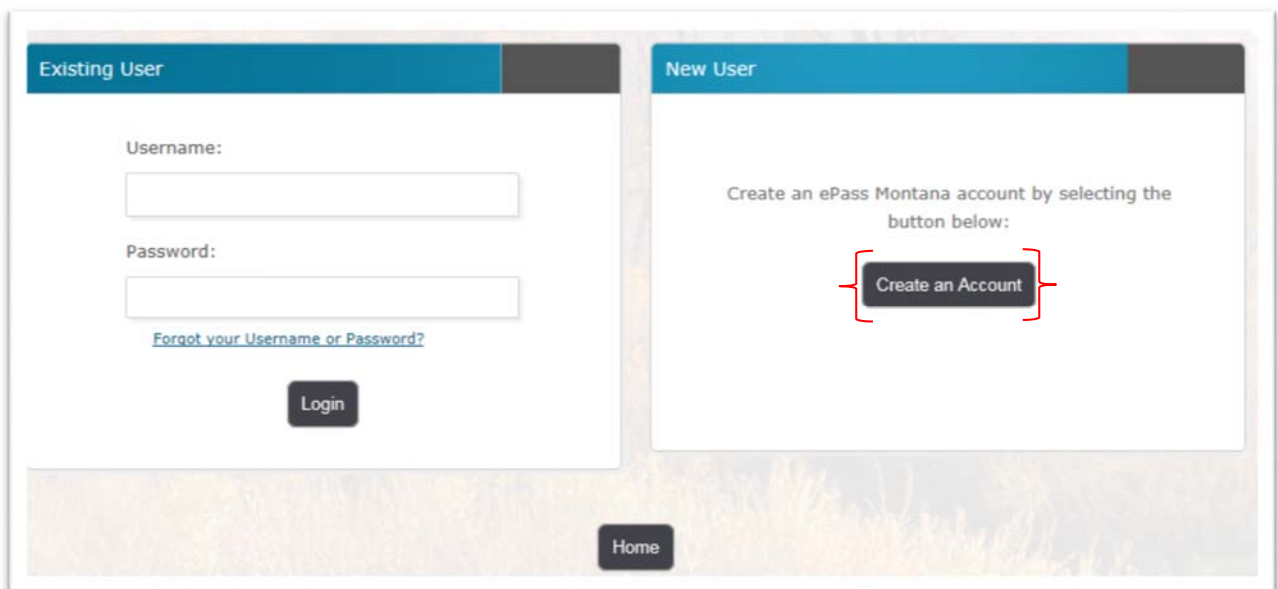 Existing User
Username:
Password:
Forgot your Username or Password?
Login
New User
Create an ePass Montana account by selecting the
button below:
Create an Account
Home